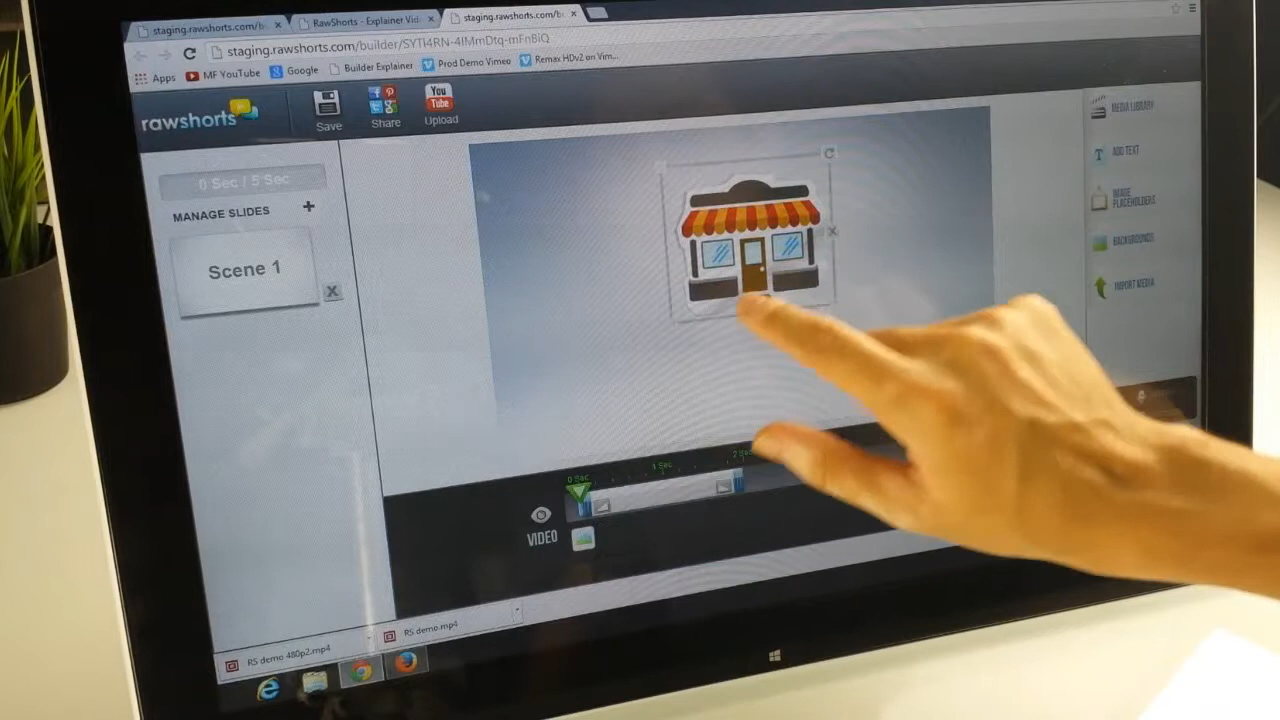 staging.rawshorts.com/b
RawShorts - Explainer Vid
staging.rawshorts.com/b
staging.rawshorts.com/builder/SYTI4RN-4IMmDtq-mFnBiQ
Apps
MF YouTube
Google
Builder Explainer
Prod Demo Vimeo
Remax HDv2 on Vim...
rawshorts
Save
Share
You
Tube
Upload
0 Sec / 5 Sec
MANAGE SLIDES +
Scene 1
X
MEDIA LIBRARY
T ADD TEXT
IMAGE
PLACEHOLDERS
BACKGROUNDS
IMPORT MEDIA
0 Sec
1 Sec
2 Sec
VIDEO
RS demo 480p2.mp4
RS demo.mp4